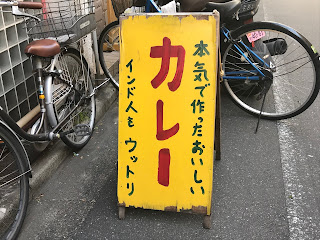 本気で作ったおいしい
カレー
インド人も ウットリ